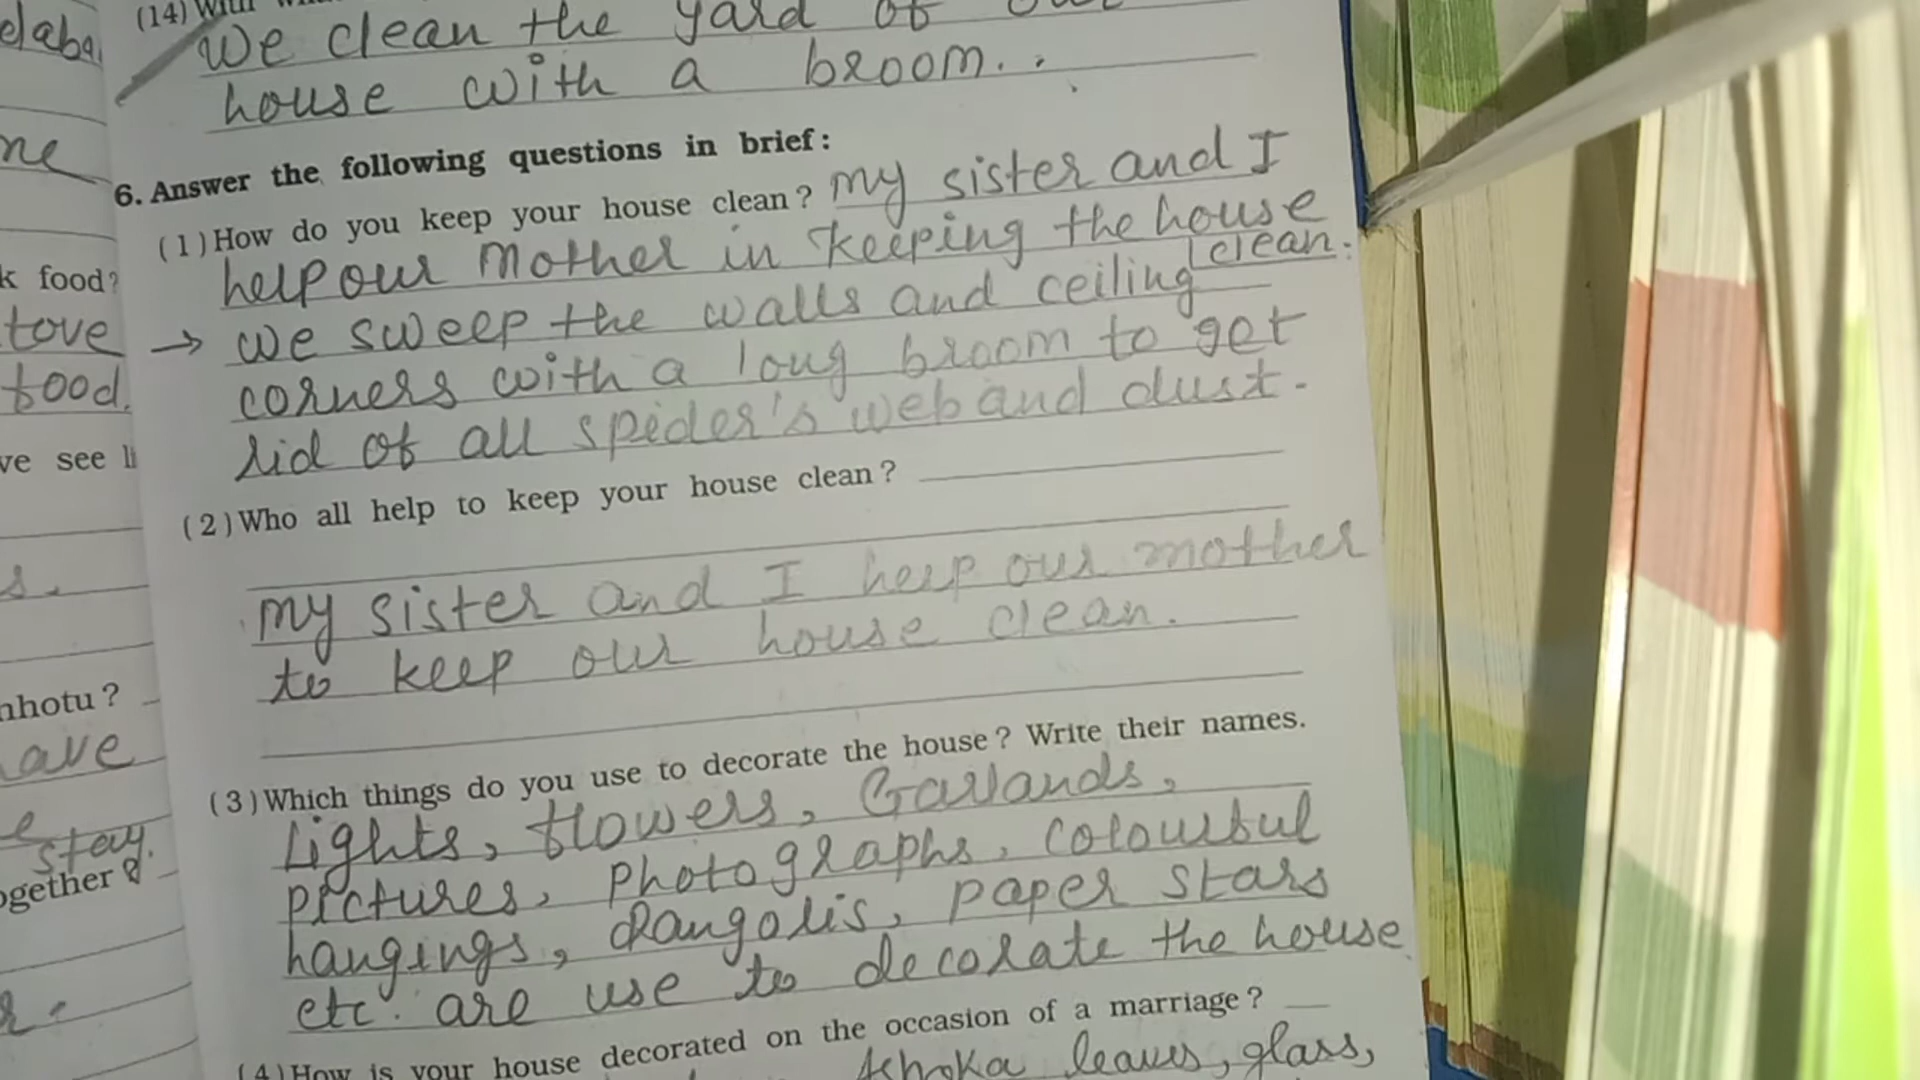 elaba
ne
k food?
tove
food.
ve see li
s.
nhotu?
ave
e
stay.
ogether
(14) With
We clean the yard of our
house with a broom.
6. Answer the following questions in brief:
(1) How do you keep your house clean? my sister and I
help our mother in keeping the house
clean.
→ we sweep the walls and ceiling
corners with a long broom to get
rid of all spider's web and dust.
(2) Who all help to keep your house clean?
my sister and I help our mother
to keep our house clean.
(3) Which things do you use to decorate the house? Write their names.
Lights, flowers, Garlands,
pictures, photographs, colourful
hangings, Rangolis, paper stars
etc. are use to decorate the house
(4) How is your house decorated on the occasion of a marriage?
Ashoka leaves, glass,